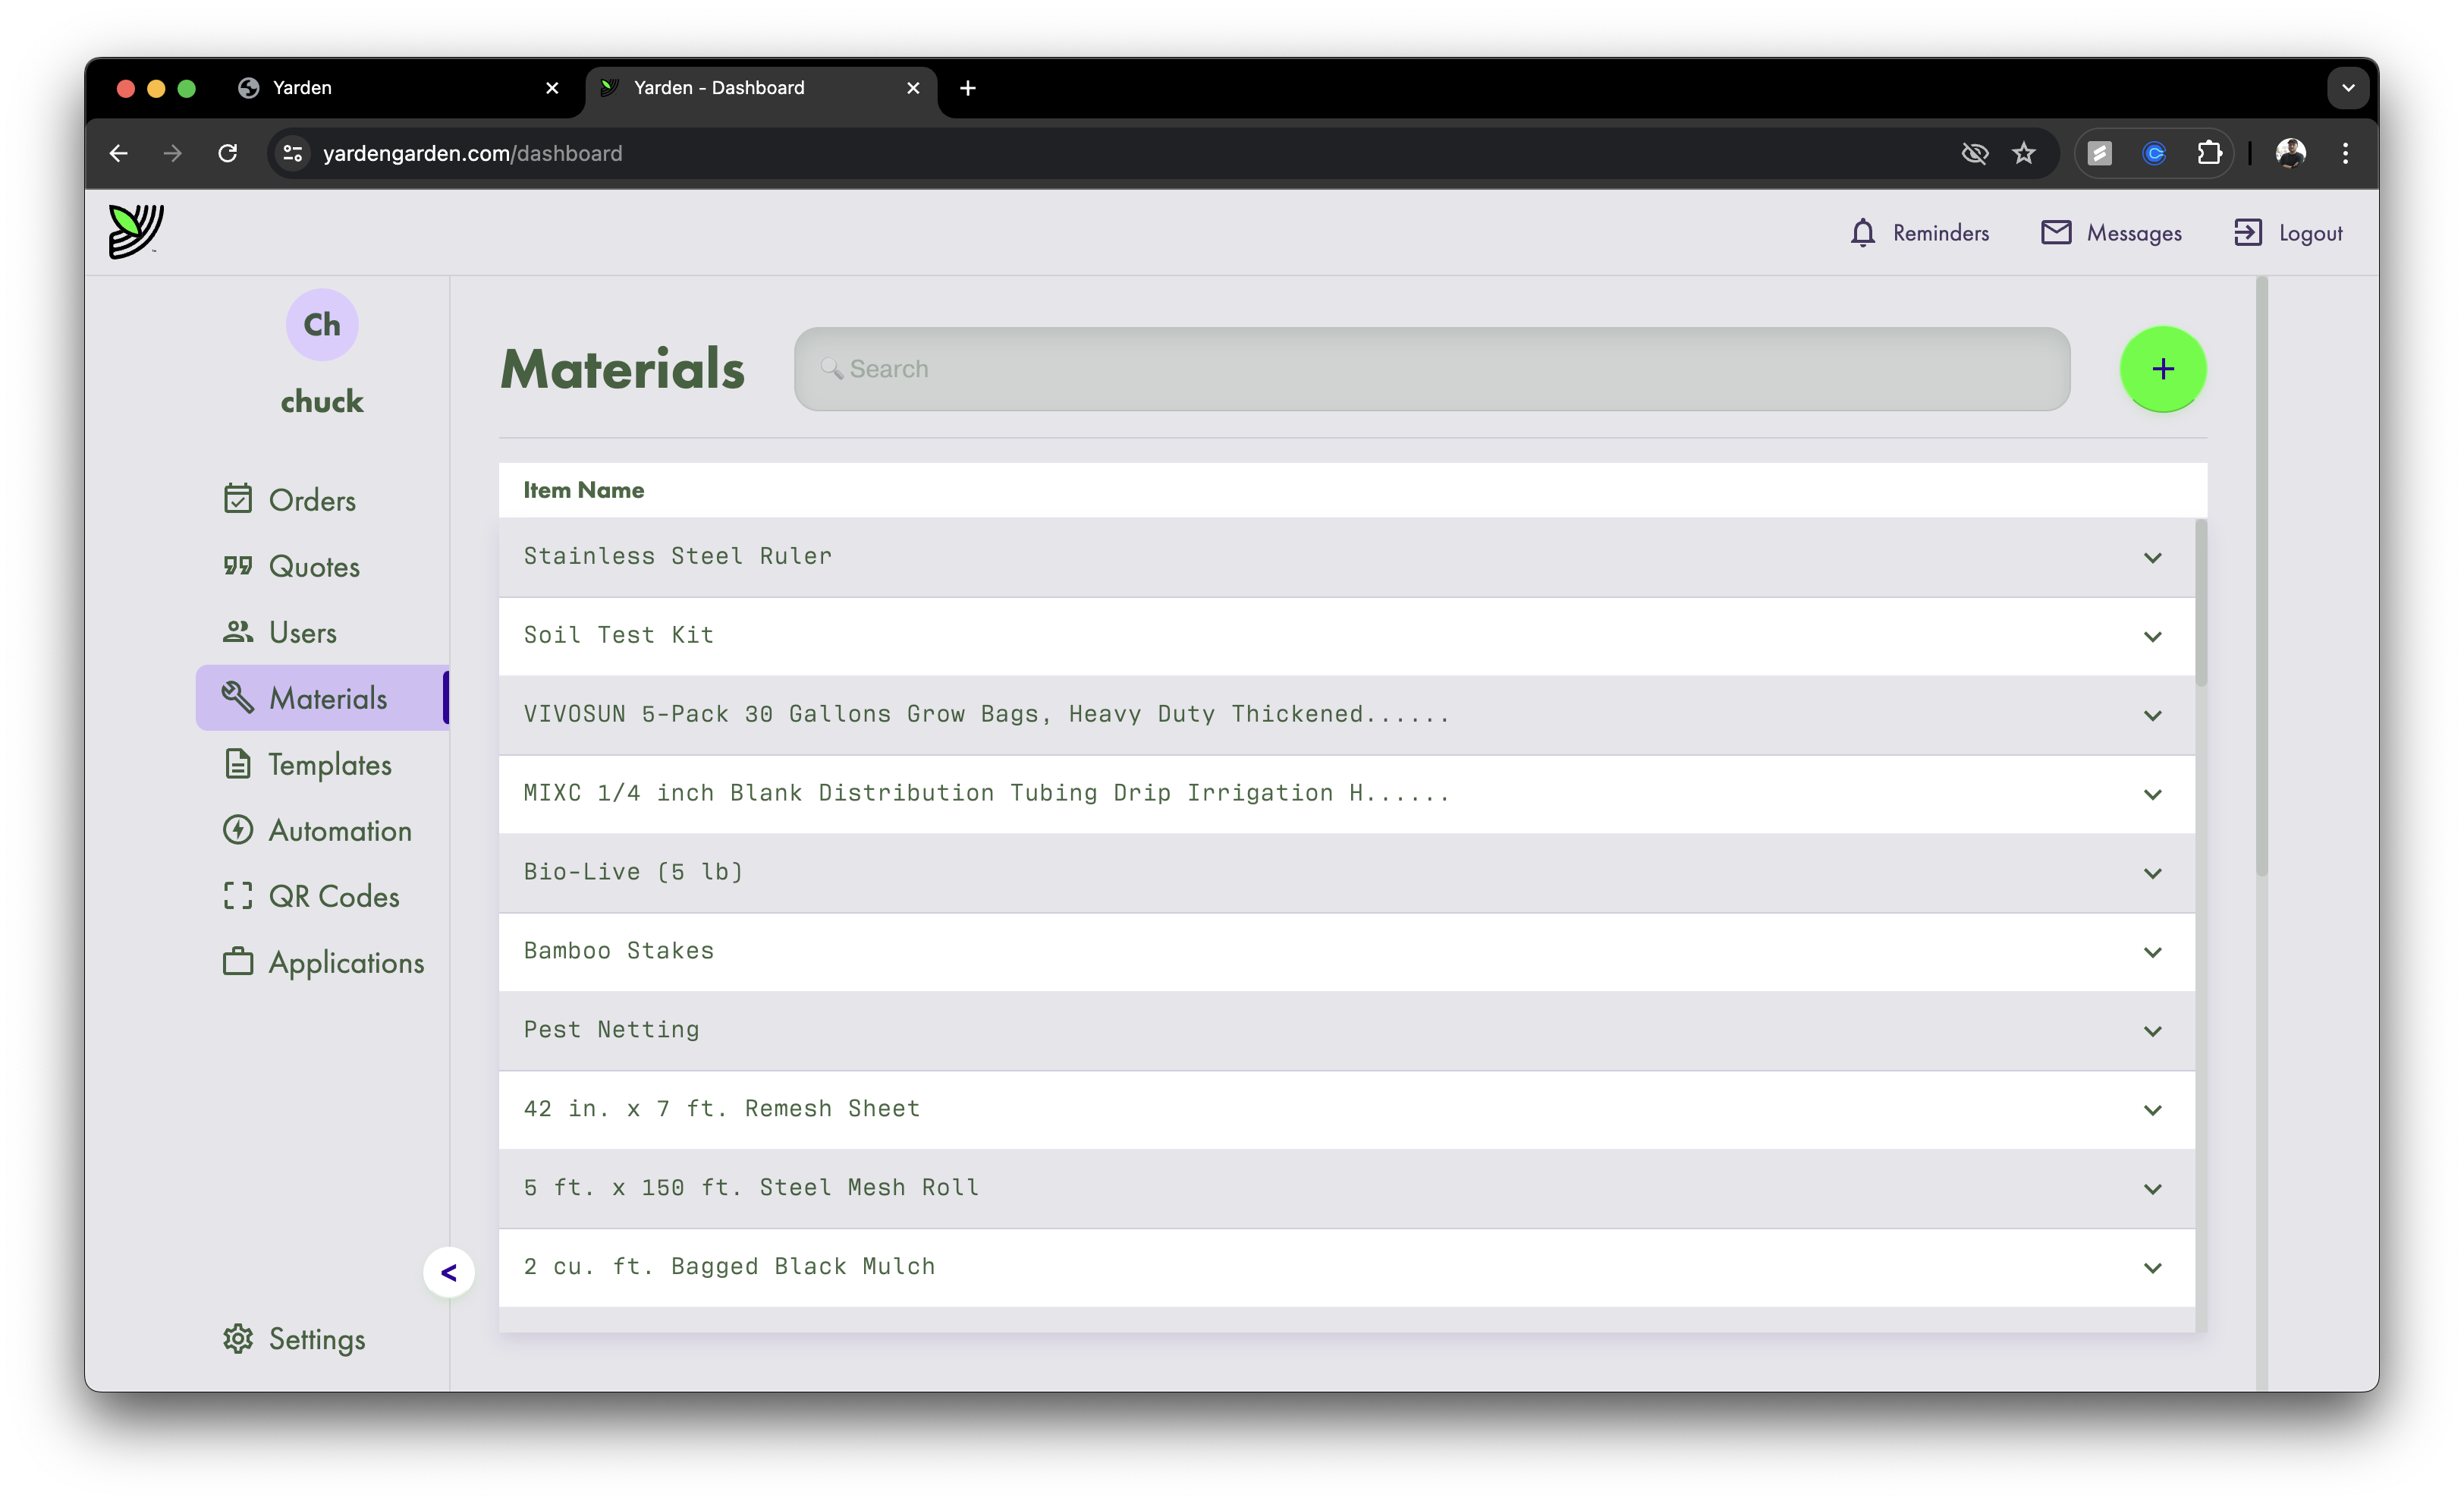 Yarden
Yarden - Dashboard
yardengarden.com/dashboard
Reminders
Messages
Logout
Ch
chuck
Orders
Quotes
Users
Materials
Templates
Automation
QR Codes
Applications
Settings
<
Materials
Search
+
Item Name
Stainless Steel Ruler
Soil Test Kit
VIVOSUN 5-Pack 30 Gallons Grow Bags, Heavy Duty Thickened......
MIXC 1/4 inch Blank Distribution Tubing Drip Irrigation H......
Bio-Live (5 lb)
Bamboo Stakes
Pest Netting
42 in. x 7 ft. Remesh Sheet
5 ft. x 150 ft. Steel Mesh Roll
2 cu. ft. Bagged Black Mulch